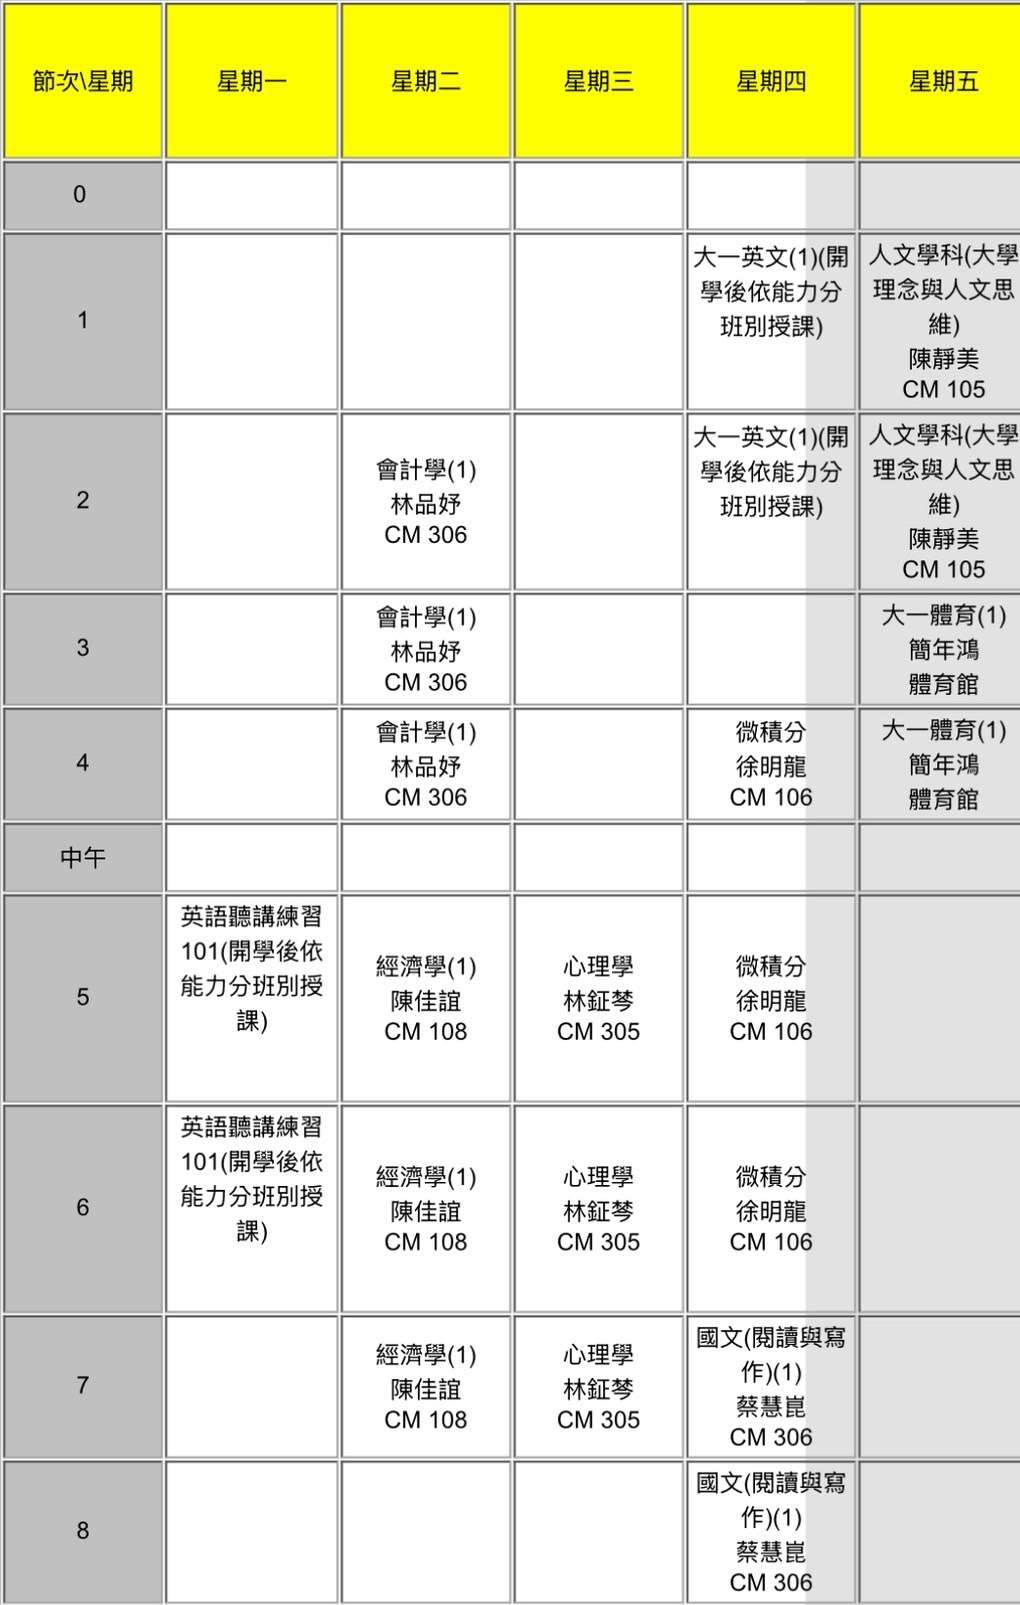 節次\星期 星期一 星期二 星期三 星期四 星期五
0
1
大一英文(1)(開
學後依能力分
班別授課)
人文學科(大學
理念與人文思
維)
陳靜美
CM 105
2
會計學(1)
林品妤
CM 306
大一英文(1)(開
學後依能力分
班別授課)
人文學科(大學
理念與人文思
維)
陳靜美
CM 105
3
會計學(1)
林品妤
CM 306
大一體育(1)
簡年鴻
體育館
4
會計學(1)
林品妤
CM 306
微積分
徐明龍
CM 106
大一體育(1)
簡年鴻
體育館
中午
5
英語聽講練習
101(開學後依
能力分班別授
課)
經濟學(1)
陳佳誼
CM 108
心理學
林鉦棽
CM 305
微積分
徐明龍
CM 106
6
英語聽講練習
101(開學後依
能力分班別授
課)
經濟學(1)
陳佳誼
CM 108
心理學
林鉦棽
CM 305
微積分
徐明龍
CM 106
7
經濟學(1)
陳佳誼
CM 108
心理學
林鉦棽
CM 305
國文(閱讀與寫
作)(1)
蔡慧崑
CM 306
8
國文(閱讀與寫
作)(1)
蔡慧崑
CM 306